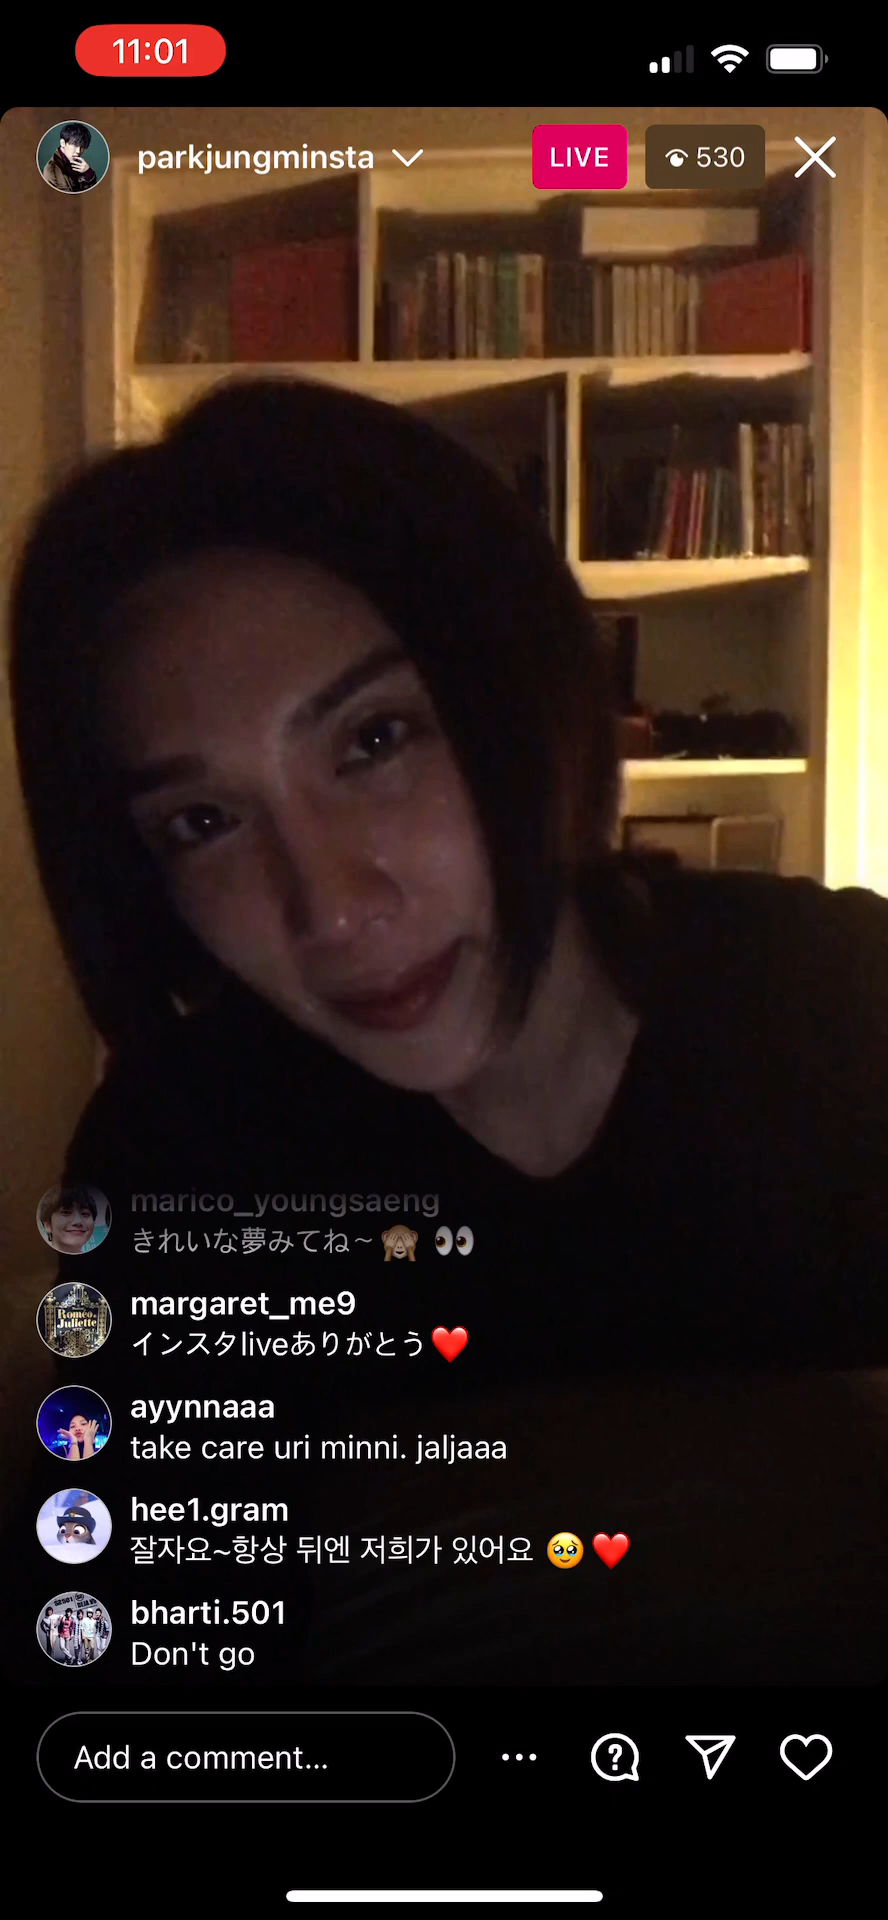 11:01
parkjungminsta
LIVE
530
marico_youngsaeng
きれいな夢みてね~🙈 👀
margaret_me9
インスタliveありがとう❤️
ayynnaaa
take care uri minni. jaljaaa
hee1.gram
잘자요~항상 뒤엔 저희가 있어요 🥹❤️
bharti.501
Don't go
Add a comment...
Roméo
Juliette